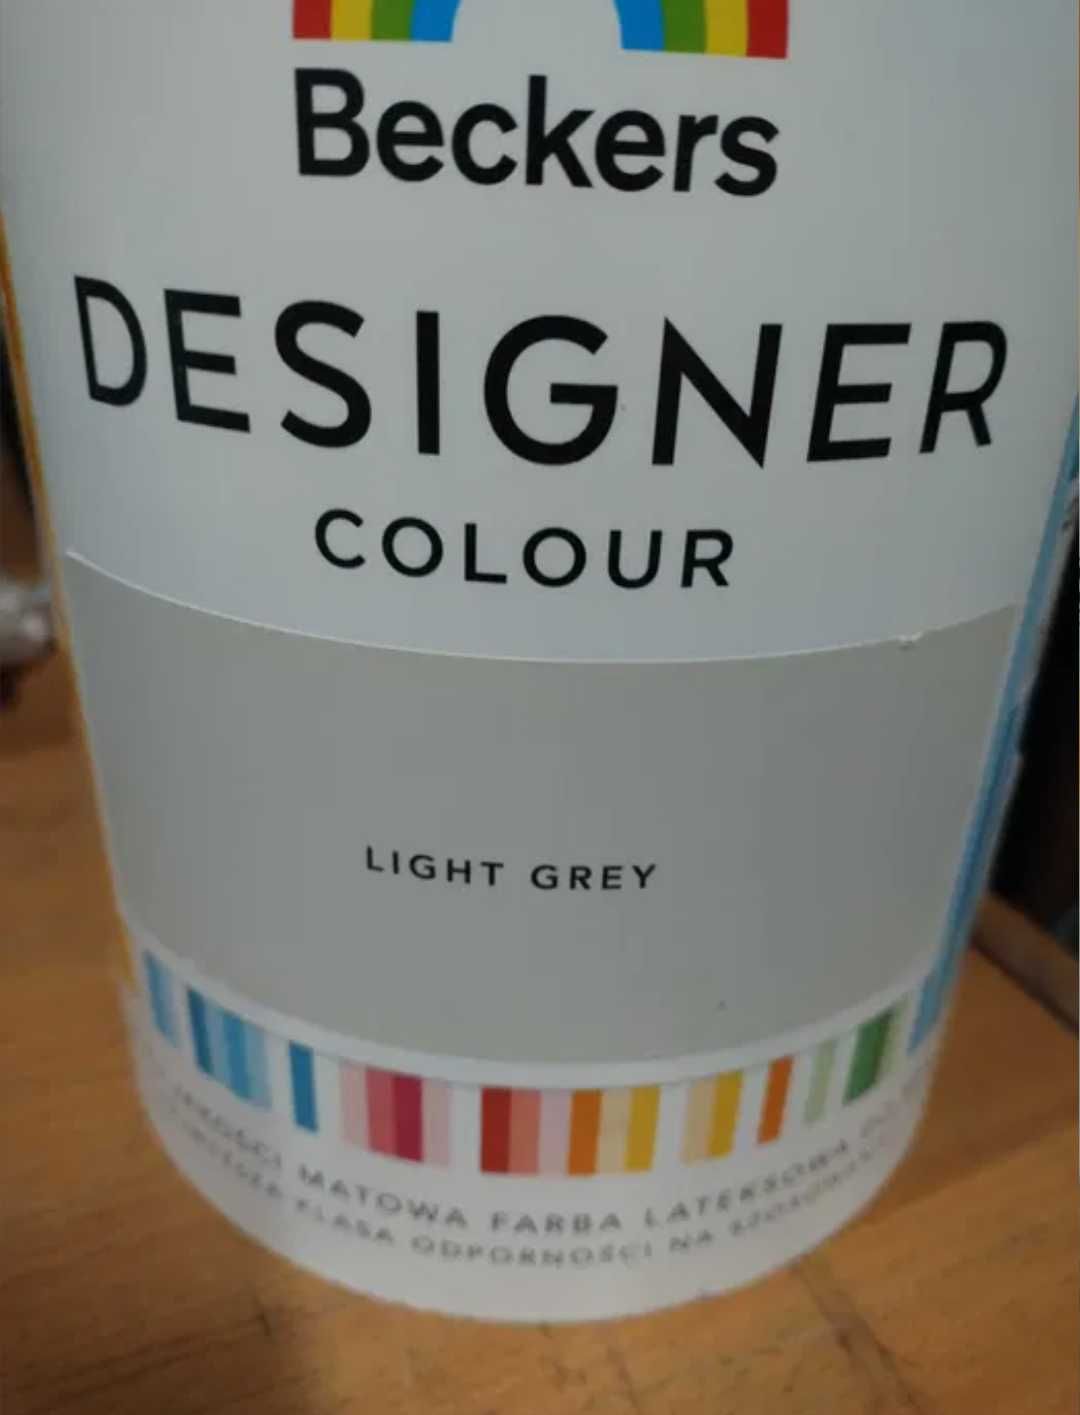 Beckers
DESIGNER
COLOUR
LIGHT GREY
MATOWA FARBA LATEKSOWA
KLASA ODPORNOŚCI NA